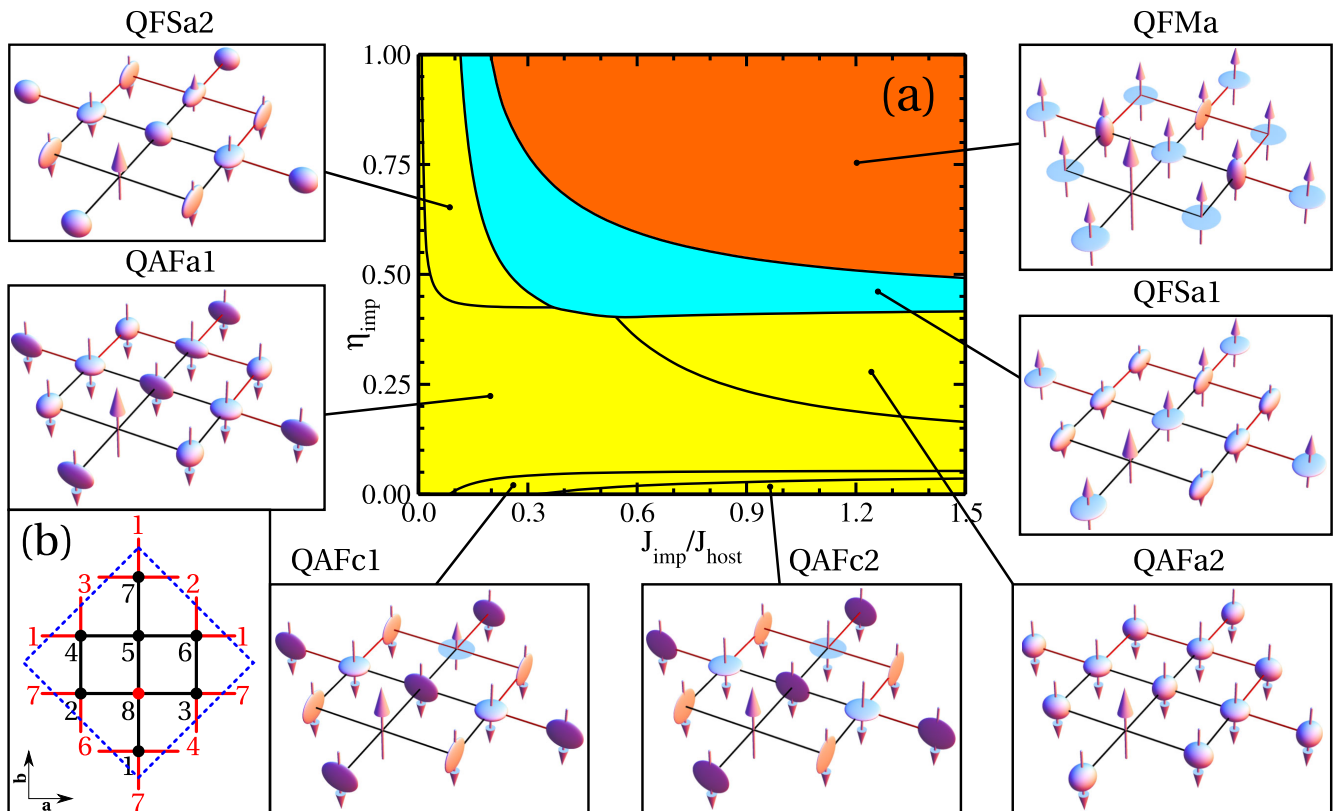 QFSa2
QFMa
(a)
1.00
0.75
0.50
0.25
0.00
η_imp
0.0
0.3
0.6
0.9
1.2
1.5
J_imp/J_host
QAFa1
QFSa1
QAFc1
QAFc2
QAFa2
(b)
1
3 7 2
1 4 5 6 1
7 2 8 3 7
6 1 4
7
b
a